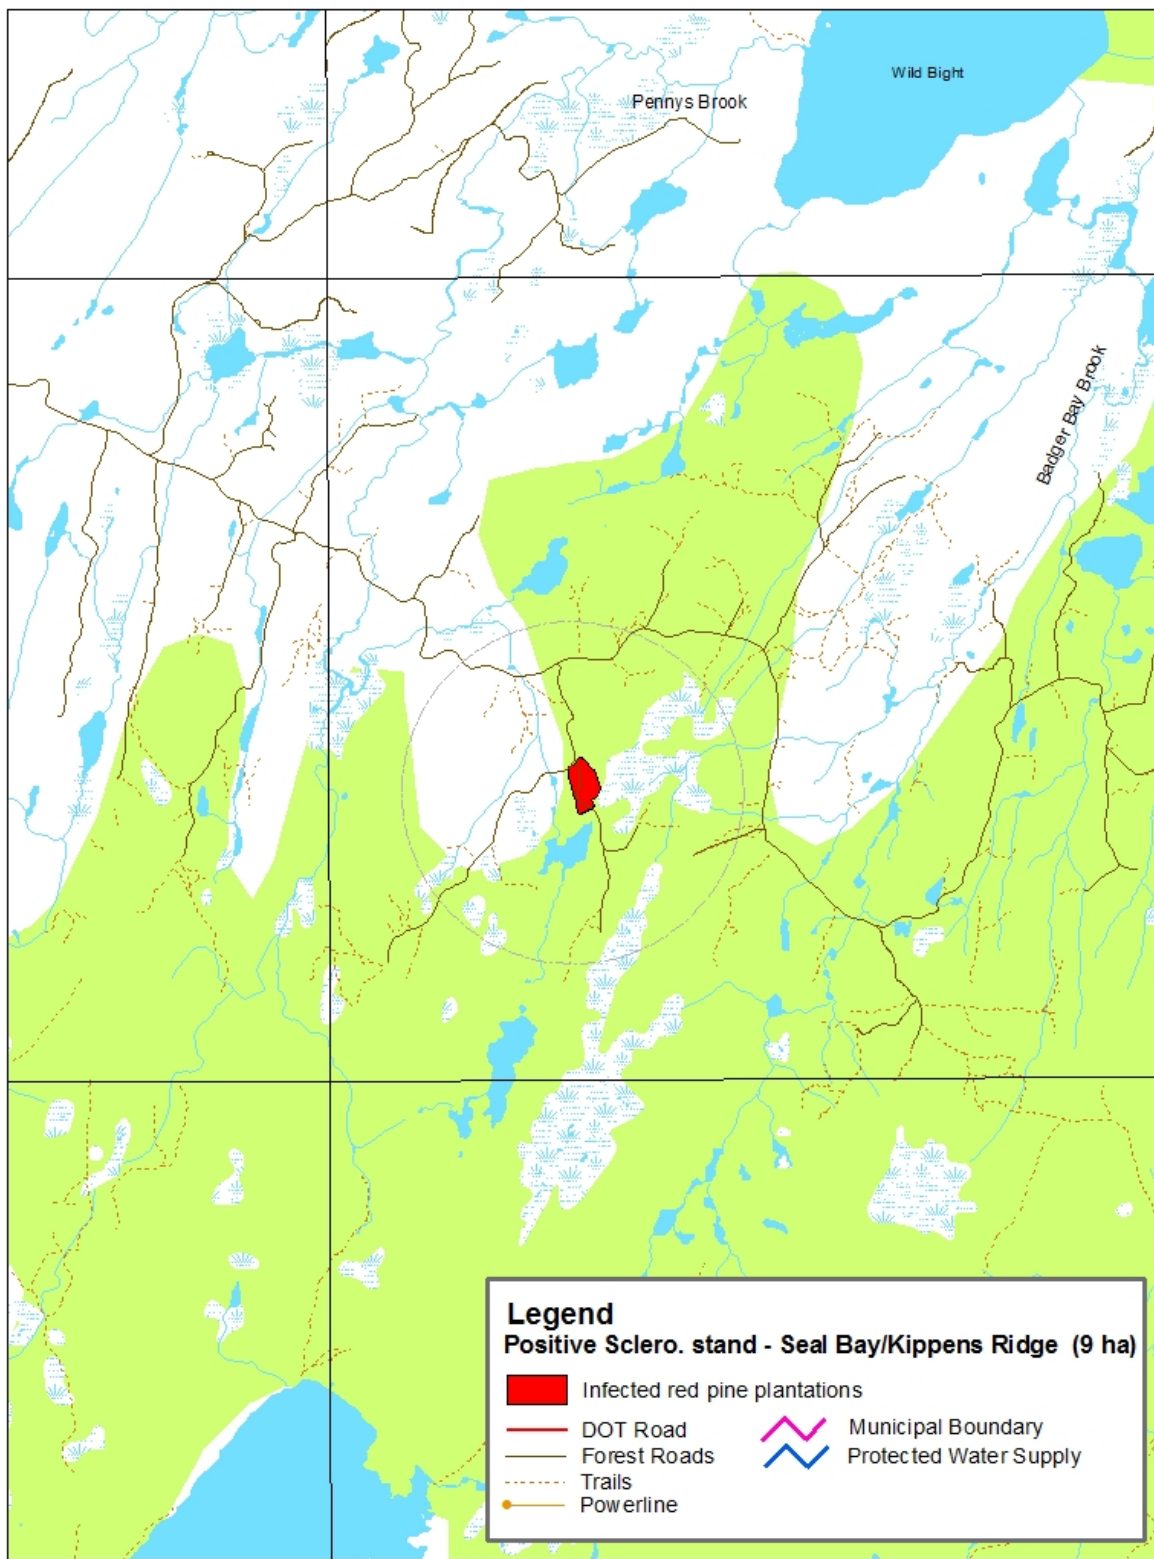 Wild Bight
Pennys Brook
Badger Bay Brook
Legend
Positive Sclero. stand - Seal Bay/Kippens Ridge (9 ha)
Infected red pine plantations
DOT Road
Municipal Boundary
Forest Roads
Protected Water Supply
Trails
Powerline